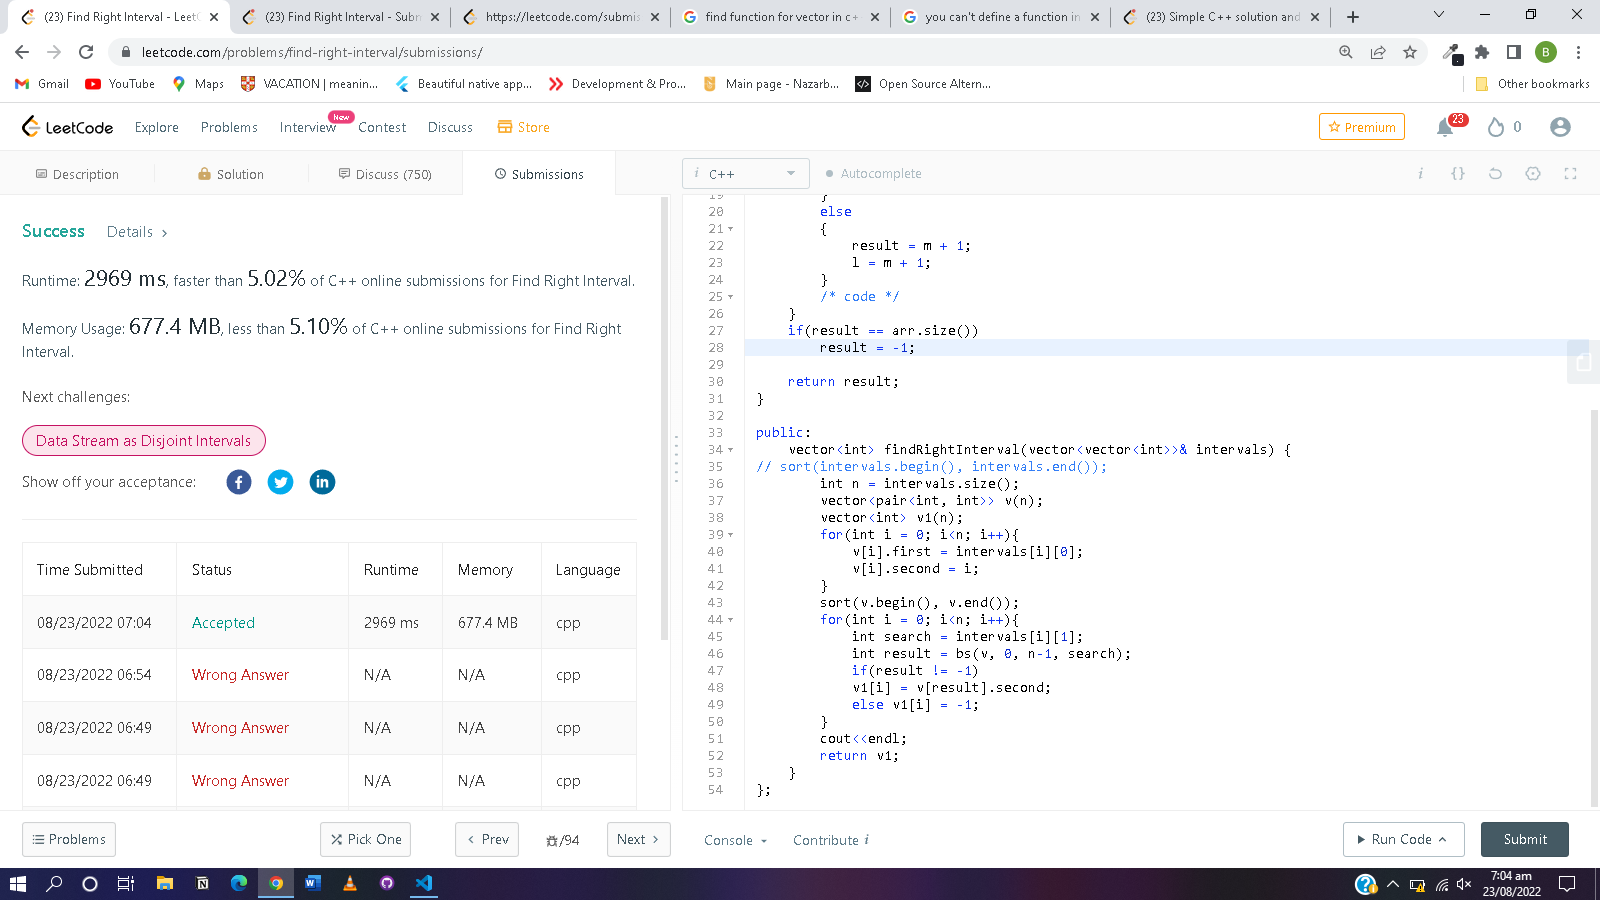 (23) Find Right Interval - LeetC
(23) Find Right Interval - Subm
https://leetcode.com/submis
find function for vector in c+
you can't define a function in
(23) Simple C++ solution and
leetcode.com/problems/find-right-interval/submissions/
B
Gmail
YouTube
Maps
VACATION | meanin...
Beautiful native app...
Development & Pro...
Main page - Nazarb...
Open Source Altern...
Other bookmarks
LeetCode
Explore
Problems
Interview
New
Contest
Discuss
Store
Premium
23
0
Description
Solution
Discuss (750)
Submissions
i C++
Autocomplete
i {}
Success Details >
Runtime: 2969 ms, faster than 5.02% of C++ online submissions for Find Right Interval.
Memory Usage: 677.4 MB, less than 5.10% of C++ online submissions for Find Right
Interval.
Next challenges:
Data Stream as Disjoint Intervals
Show off your acceptance:
Time Submitted Status Runtime Memory Language
08/23/2022 07:04 Accepted 2969 ms 677.4 MB cpp
08/23/2022 06:54 Wrong Answer N/A N/A cpp
08/23/2022 06:49 Wrong Answer N/A N/A cpp
08/23/2022 06:49 Wrong Answer N/A N/A cpp
19 }
20 else
21 {
22 result = m + 1;
23 l = m + 1;
24 }
25 /* code */
26 }
27 if(result == arr.size())
28 result = -1;
29
30 return result;
31 }
32
33 public:
34 vector<int> findRightInterval(vector<vector<int>>& intervals) {
35 // sort(intervals.begin(), intervals.end());
36 int n = intervals.size();
37 vector<pair<int, int>> v(n);
38 vector<int> v1(n);
39 for(int i = 0; i<n; i++){
40 v[i].first = intervals[i][0];
41 v[i].second = i;
42 }
43 sort(v.begin(), v.end());
44 for(int i = 0; i<n; i++){
45 int search = intervals[i][1];
46 int result = bs(v, 0, n-1, search);
47 if(result != -1)
48 v1[i] = v[result].second;
49 else v1[i] = -1;
50 }
51 cout<<endl;
52 return v1;
53 }
54 };
Problems
Pick One
< Prev
/94
Next >
Console
Contribute i
Run Code
Submit
7:04 am
23/08/2022